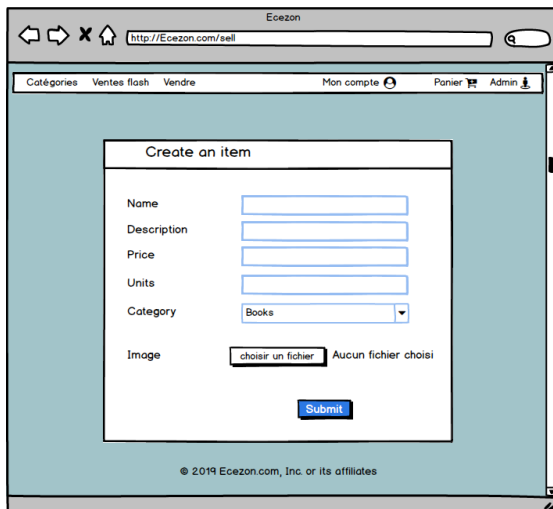 Ecezon
http://Ecezon.com/sell
Catégories Ventes flash Vendre Mon compte Panier Admin
Create an item
Name
Description
Price
Units
Category Books
Image choisir un fichier Aucun fichier choisi
Submit
© 2019 Ecezon.com, Inc. or its affiliates